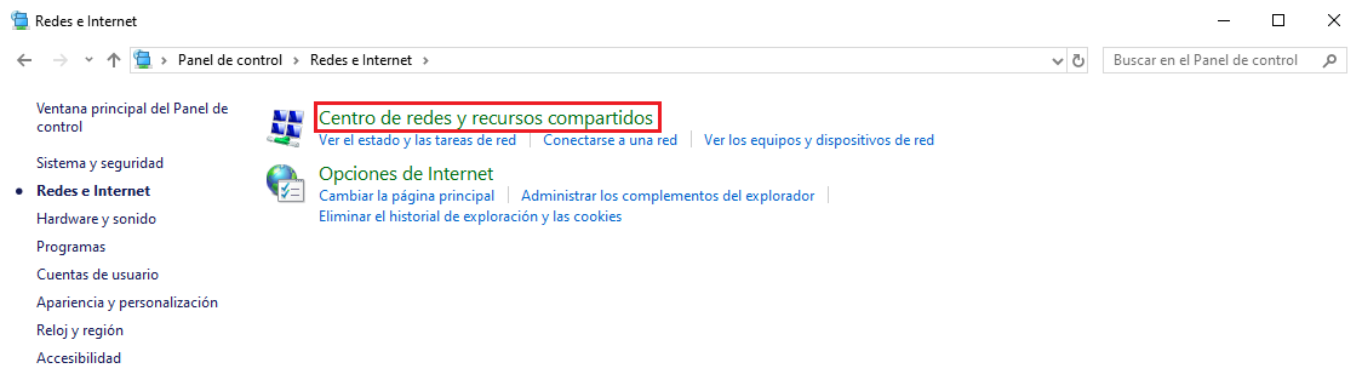 Redes e Internet
Panel de control > Redes e Internet >
Buscar en el Panel de control
Ventana principal del Panel de
control
Sistema y seguridad
Redes e Internet
Hardware y sonido
Programas
Cuentas de usuario
Apariencia y personalización
Reloj y región
Accesibilidad
Centro de redes y recursos compartidos
Ver el estado y las tareas de red | Conectarse a una red | Ver los equipos y dispositivos de red
Opciones de Internet
Cambiar la página principal | Administrar los complementos del explorador |
Eliminar el historial de exploración y las cookies